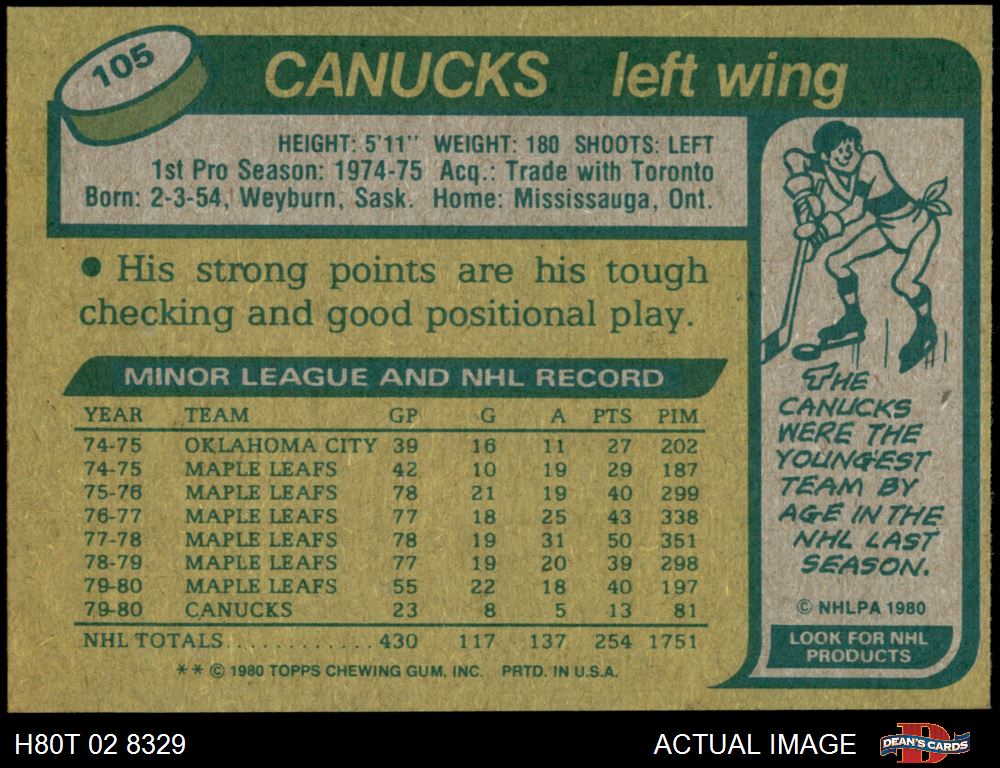 105
CANUCKS left wing
HEIGHT: 5'11" WEIGHT: 180 SHOOTS: LEFT
1st Pro Season: 1974-75 Acq.: Trade with Toronto
Born: 2-3-54, Weyburn, Sask. Home: Mississauga, Ont.
● His strong points are his tough
checking and good positional play.
MINOR LEAGUE AND NHL RECORD
YEAR TEAM GP G A PTS PIM
74-75 OKLAHOMA CITY 39 16 11 27 202
74-75 MAPLE LEAFS 42 10 19 29 187
75-76 MAPLE LEAFS 78 21 19 40 299
76-77 MAPLE LEAFS 77 18 25 43 338
77-78 MAPLE LEAFS 78 19 31 50 351
78-79 MAPLE LEAFS 77 19 20 39 298
79-80 MAPLE LEAFS 55 22 18 40 197
79-80 CANUCKS 23 8 5 13 81
NHL TOTALS............ 430 117 137 254 1751
** © 1980 TOPPS CHEWING GUM, INC. PRTD. IN U.S.A.
THE
CANUCKS
WERE THE
YOUNGEST
TEAM BY
AGE IN THE
NHL LAST
SEASON.
© NHLPA 1980
LOOK FOR NHL
PRODUCTS
H80T 02 8329
ACTUAL IMAGE
D
DEAN'S CARDS